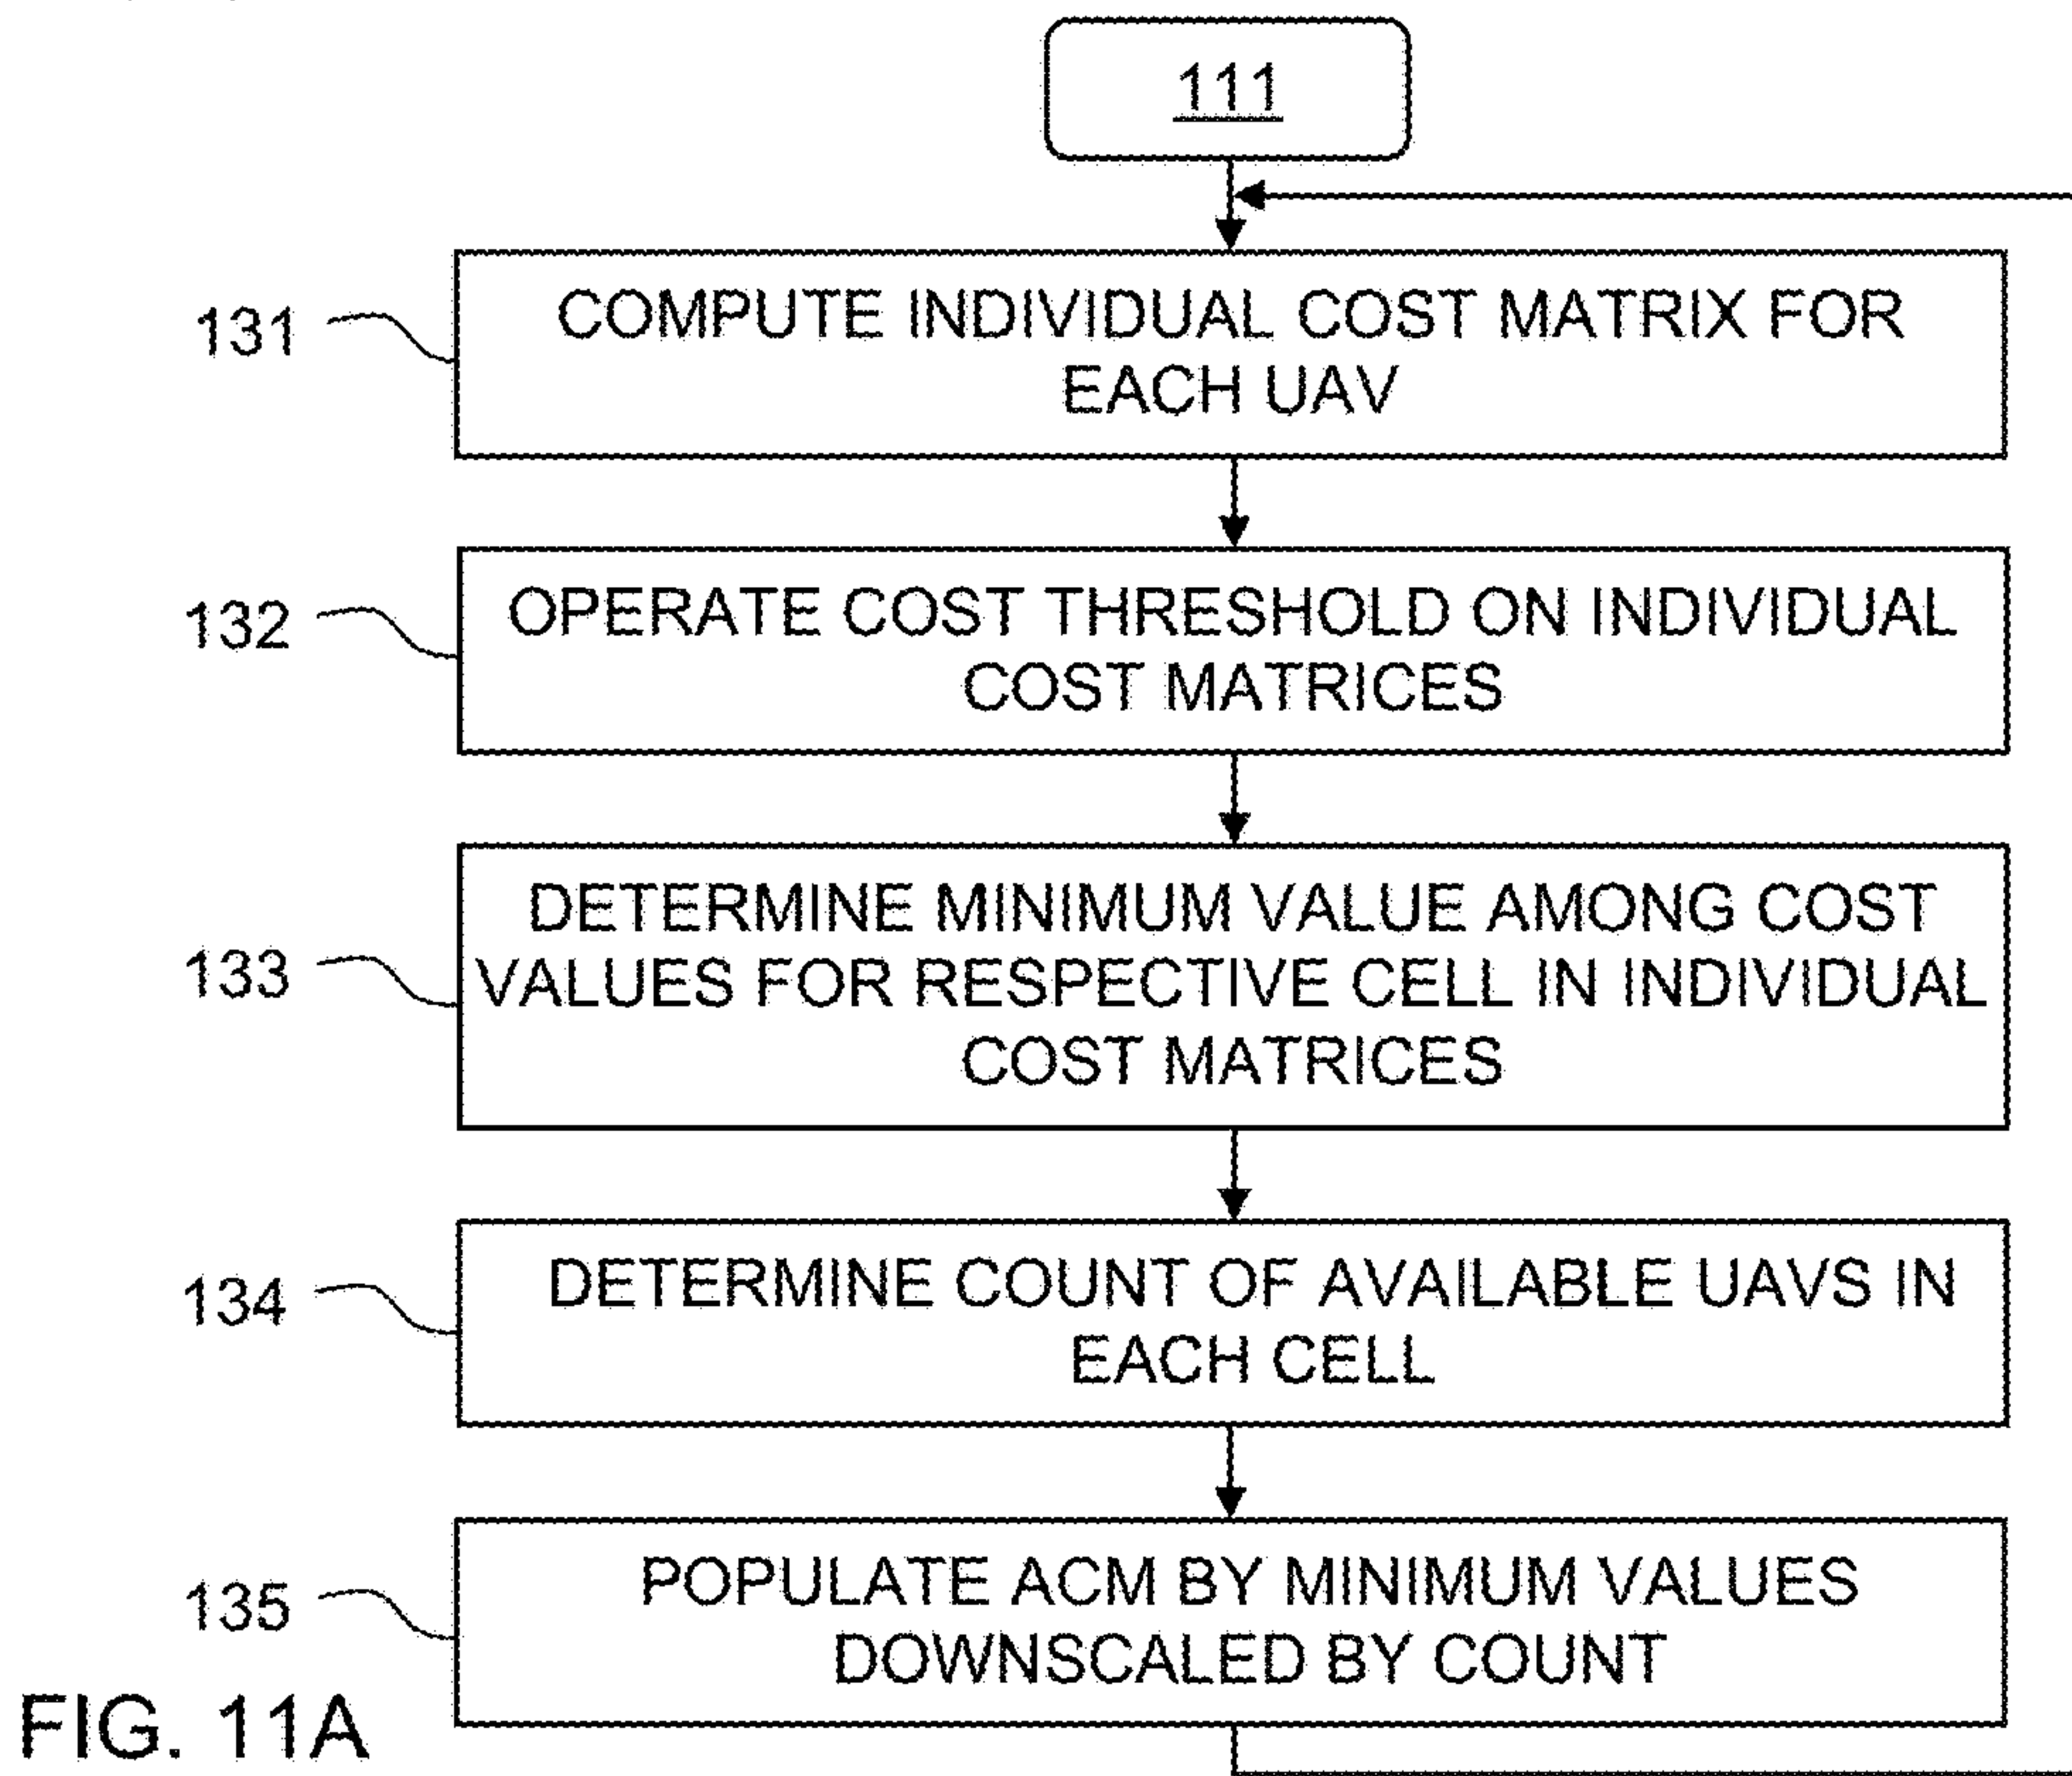 111
131
COMPUTE INDIVIDUAL COST MATRIX FOR
EACH UAV
132
OPERATE COST THRESHOLD ON INDIVIDUAL
COST MATRICES
133
DETERMINE MINIMUM VALUE AMONG COST
VALUES FOR RESPECTIVE CELL IN INDIVIDUAL
COST MATRICES
134
DETERMINE COUNT OF AVAILABLE UAVS IN
EACH CELL
135
POPULATE ACM BY MINIMUM VALUES
DOWNSCALED BY COUNT
FIG. 11A